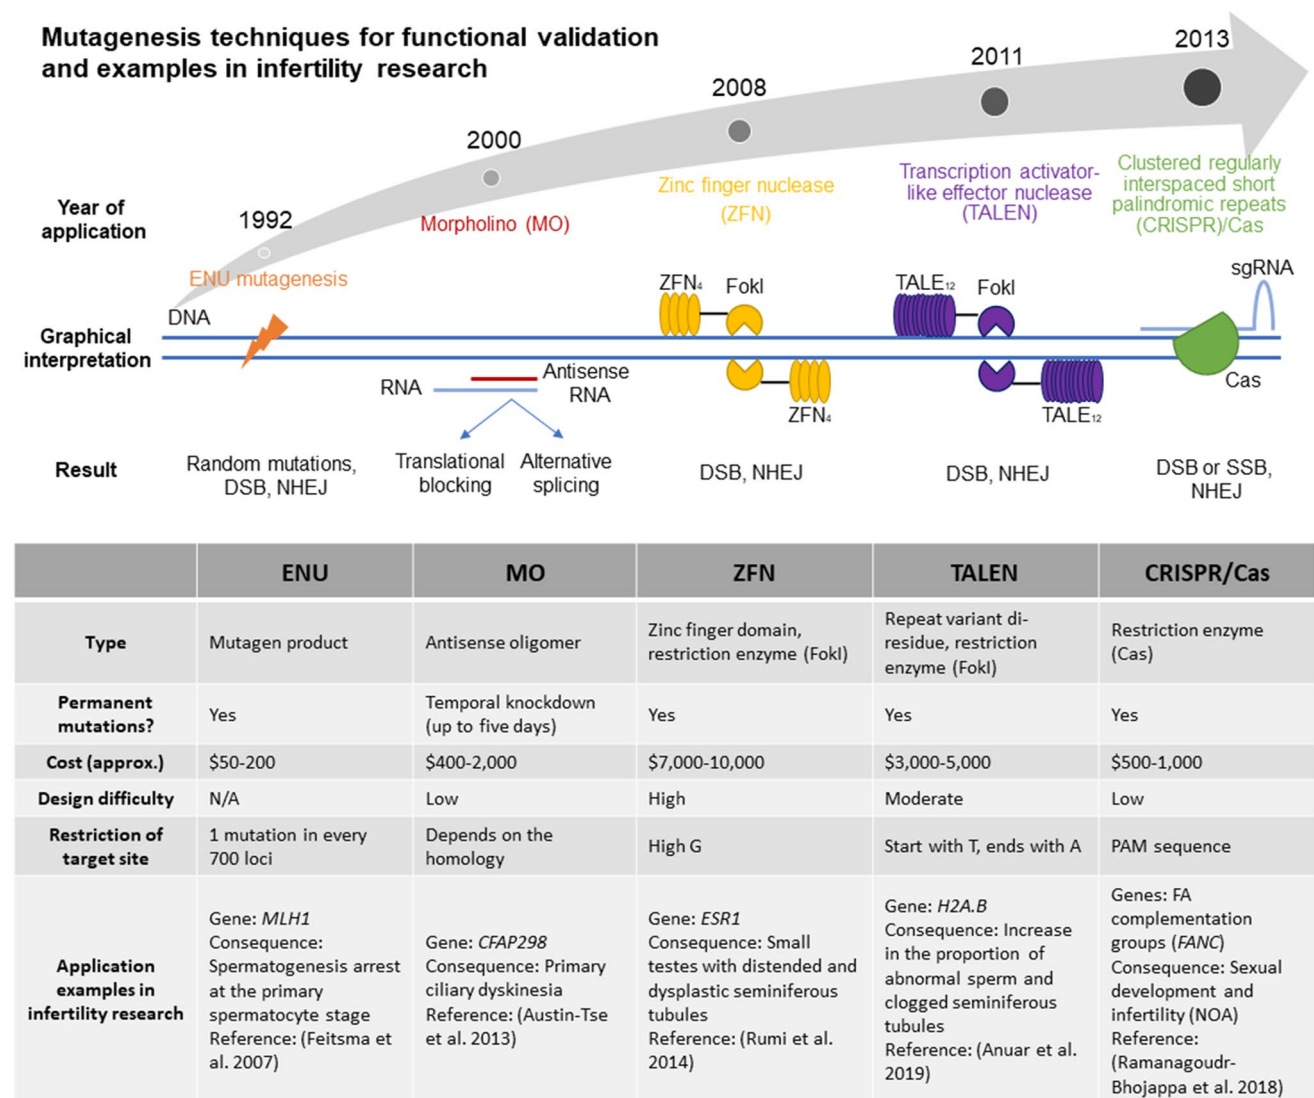 Mutagenesis techniques for functional validation
and examples in infertility research
1992
2000
2008
2011
2013
Year of
application
ENU mutagenesis
Morpholino (MO)
Zinc finger nuclease
(ZFN)
Transcription activator-
like effector nuclease
(TALEN)
Clustered regularly
interspaced short
palindromic repeats
(CRISPR)/Cas
Graphical
interpretation
DNA
RNA
Antisense
RNA
ZFN4
FokI
ZFN4
TALE12
FokI
TALE12
sgRNA
Cas
Result
Random mutations,
DSB, NHEJ
Translational
blocking
Alternative
splicing
DSB, NHEJ
DSB, NHEJ
DSB or SSB,
NHEJ
ENU
MO
ZFN
TALEN
CRISPR/Cas
Type
Mutagen product
Antisense oligomer
Zinc finger domain,
restriction enzyme (FokI)
Repeat variant di-
residue, restriction
enzyme (FokI)
Restriction enzyme
(Cas)
Permanent
mutations?
Yes
Temporal knockdown
(up to five days)
Yes
Yes
Yes
Cost (approx.)
$50-200
$400-2,000
$7,000-10,000
$3,000-5,000
$500-1,000
Design difficulty
N/A
Low
High
Moderate
Low
Restriction of
target site
1 mutation in every
700 loci
Depends on the
homology
High G
Start with T, ends with A
PAM sequence
Application
examples in
infertility research
Gene: MLH1
Consequence:
Spermatogenesis arrest
at the primary
spermatocyte stage
Reference: (Feitsma et
al. 2007)
Gene: CFAP298
Consequence: Primary
ciliary dyskinesia
Reference: (Austin-Tse
et al. 2013)
Gene: ESR1
Consequence: Small
testes with distended and
dysplastic seminiferous
tubules
Reference: (Rumi et al.
2014)
Gene: H2A.B
Consequence: Increase
in the proportion of
abnormal sperm and
clogged seminiferous
tubules
Reference: (Anuar et al.
2019)
Genes: FA
complementation
groups (FANC)
Consequence: Sexual
development and
infertility (NOA)
Reference:
(Ramanagoudr-
Bhojappa et al. 2018)